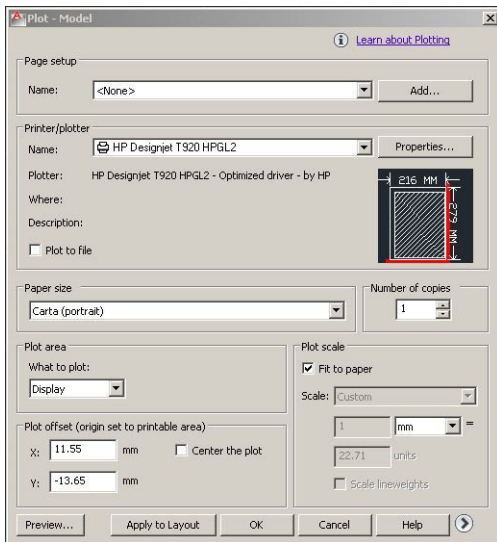 Plot - Model
Learn about Plotting
Page setup
Name: <None> Add...
Printer/plotter
Name: HP Designjet T920 HPGL2 Properties...
Plotter: HP Designjet T920 HPGL2 - Optimized driver - by HP
Where:
Description:
Plot to file
216 MM
279 MM
Paper size
Carta (portrait)
Number of copies
1
Plot area
What to plot:
Display
Plot offset (origin set to printable area)
X: 11.55 mm Center the plot
Y: -13.65 mm
Plot scale
Fit to paper
Scale: Custom
1 mm =
22.71 units
Scale lineweights
Preview... Apply to Layout OK Cancel Help